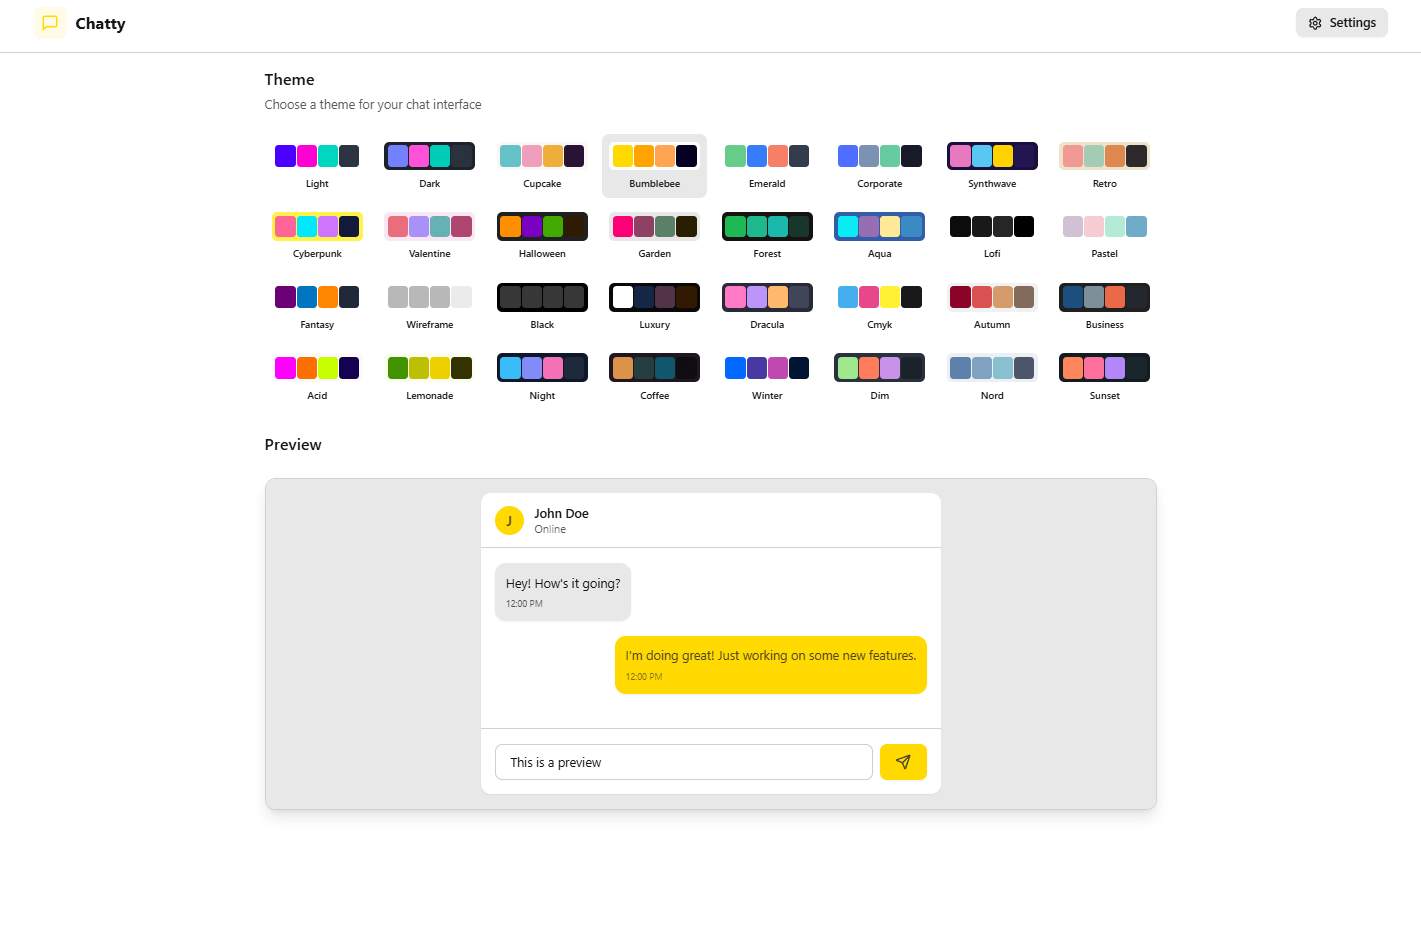 Chatty
Settings
Theme
Choose a theme for your chat interface
Light
Dark
Cupcake
Bumblebee
Emerald
Corporate
Synthwave
Retro
Cyberpunk
Valentine
Halloween
Garden
Forest
Aqua
Lofi
Pastel
Fantasy
Wireframe
Black
Luxury
Dracula
Cmyk
Autumn
Business
Acid
Lemonade
Night
Coffee
Winter
Dim
Nord
Sunset
Preview
J
John Doe
Online
Hey! How's it going?
12:00 PM
I'm doing great! Just working on some new features.
12:00 PM
This is a preview